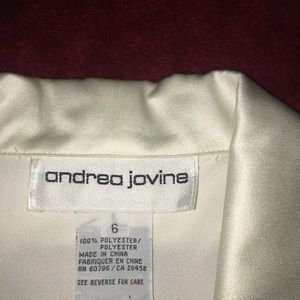 andrea jovine
6
100% POLYESTER/
POLYESTER
MADE IN CHINA
FABRIQUER EN CHINE
RN 60796/CA 28452
SEE REVERSE FOR CARE